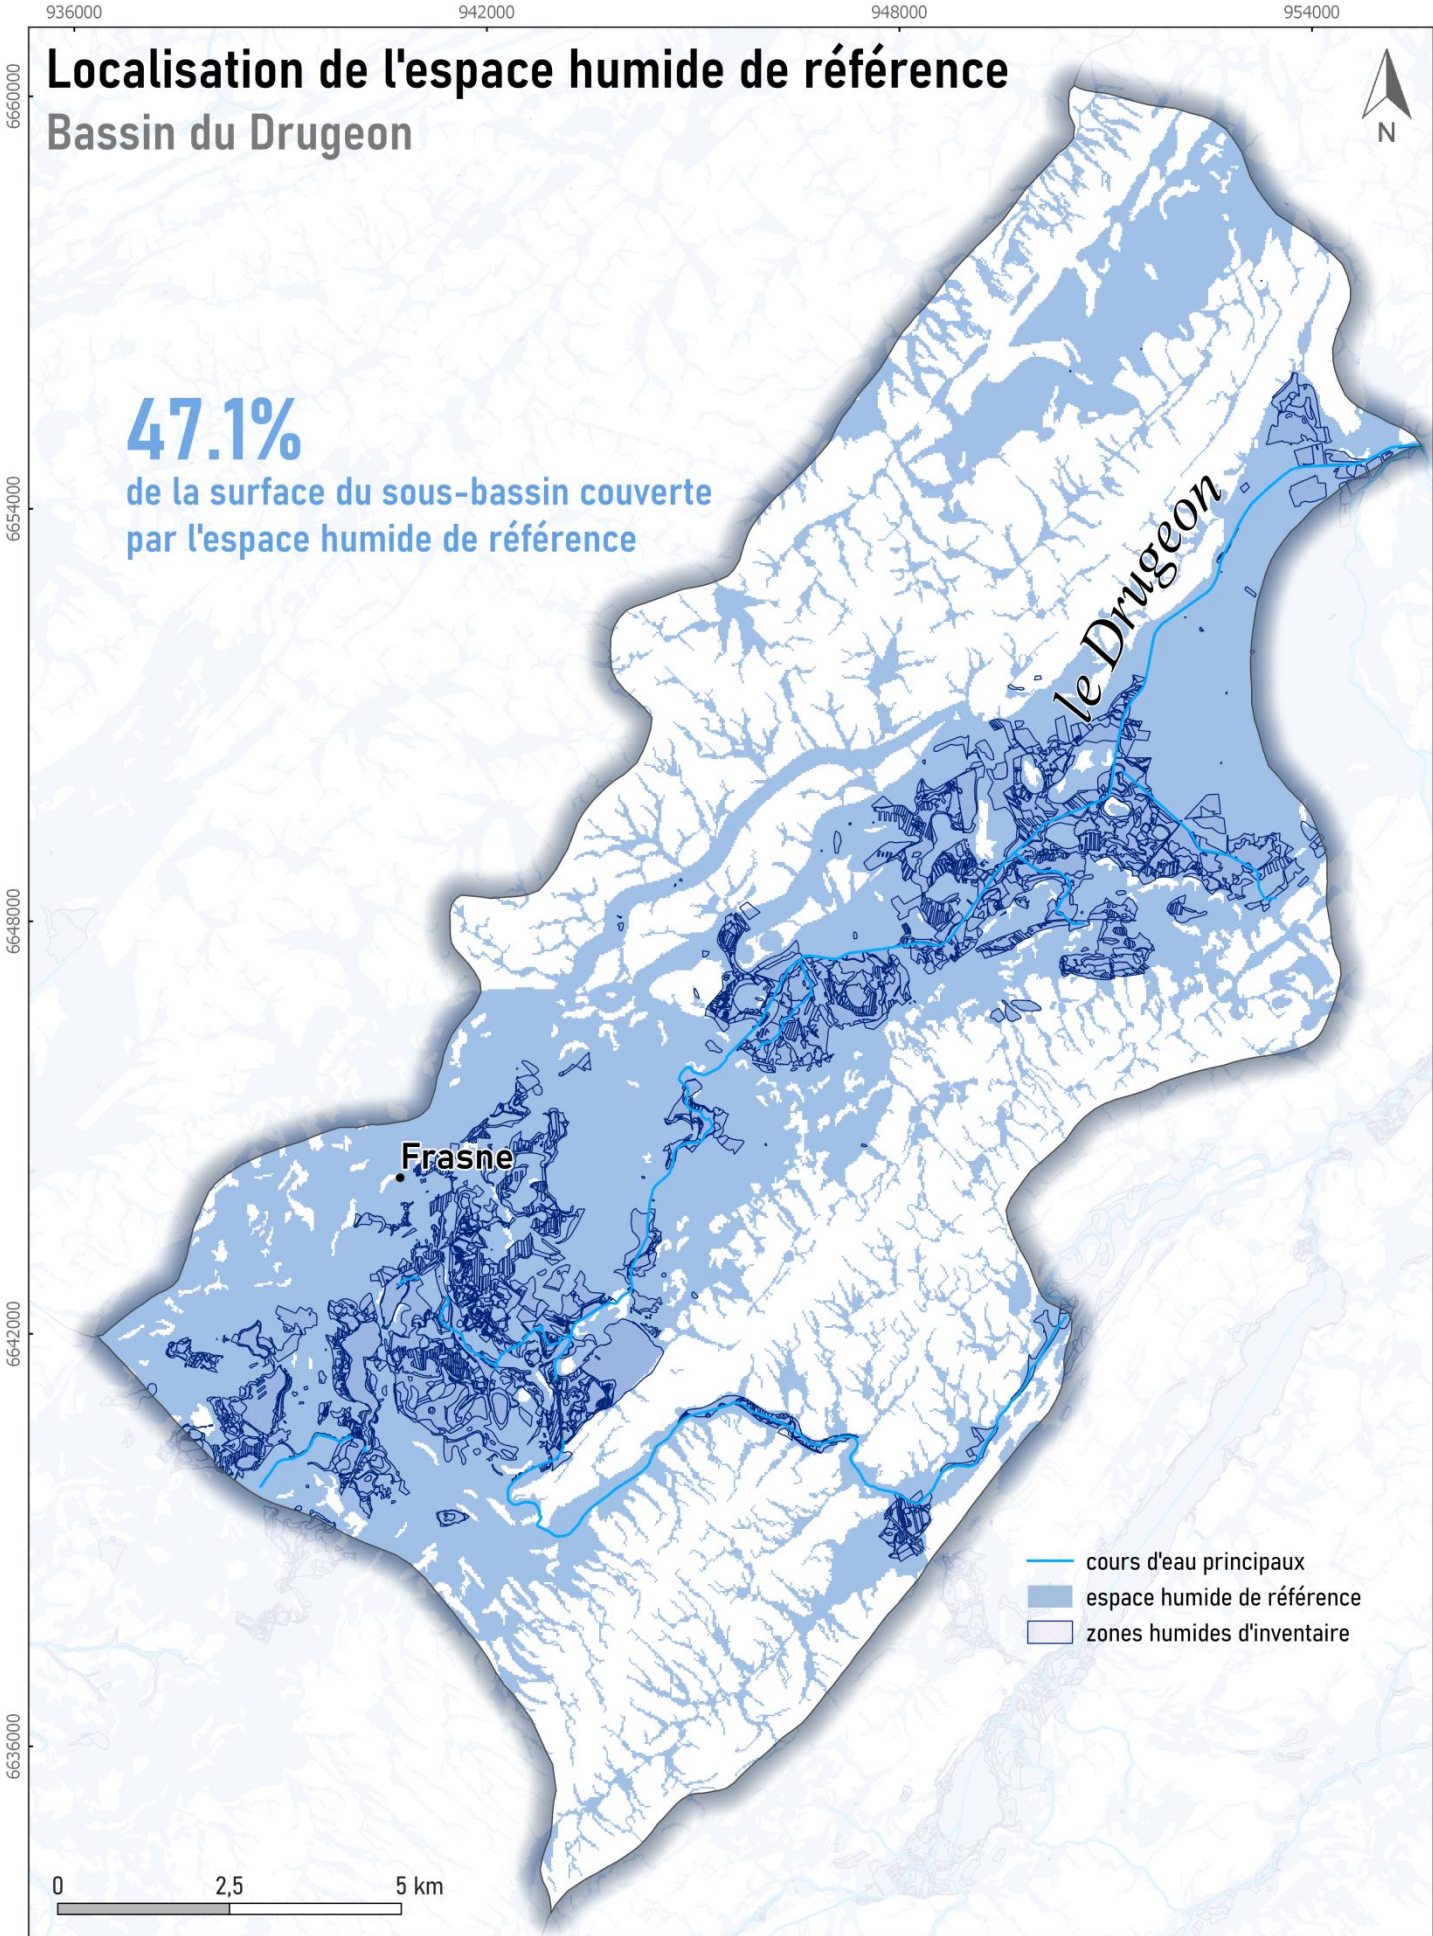 936000
942000
948000
954000
Localisation de l'espace humide de référence
Bassin du Drugeon
N
6660000
47.1%
de la surface du sous-bassin couverte
par l'espace humide de référence
6654000
le Drugeon
6648000
Frasne
6642000
cours d'eau principaux
espace humide de référence
zones humides d'inventaire
6636000
0
2,5
5 km